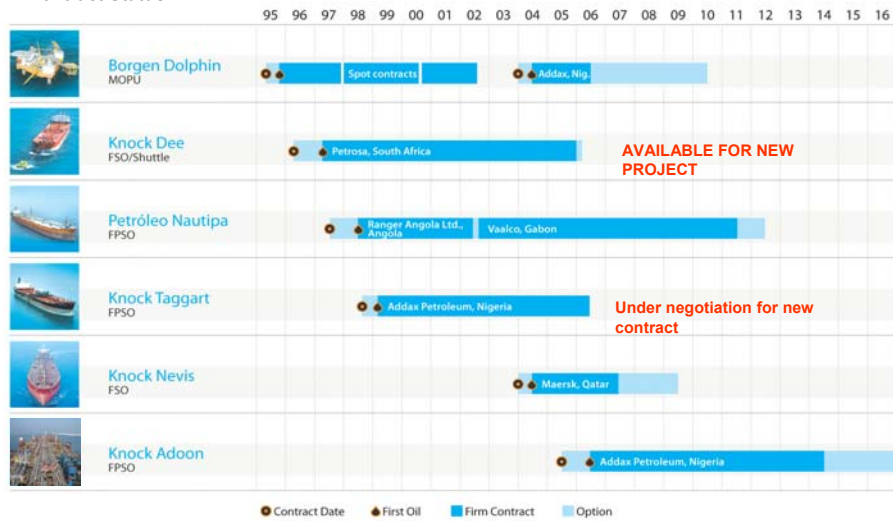 95 96 97 98 99 00 01 02 03 04 05 06 07 08 09 10 11 12 13 14 15 16
Borgen Dolphin
MOPU
Spot contracts
Addax, Nig.
Knock Dee
FSO/Shuttle
Petrosa, South Africa
AVAILABLE FOR NEW
PROJECT
Petróleo Nautipa
FPSO
Ranger Angola Ltd.,
Angola
Vaalco, Gabon
Knock Taggart
FPSO
Addax Petroleum, Nigeria
Under negotiation for new
contract
Knock Nevis
FSO
Maersk, Qatar
Knock Adoon
FPSO
Addax Petroleum, Nigeria
Contract Date First Oil Firm Contract Option